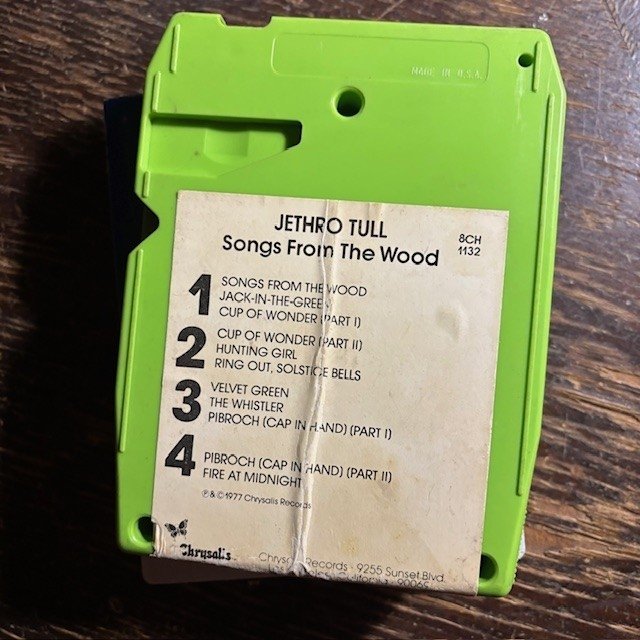 MADE IN U.S.A.
JETHRO TULL
Songs From The Wood
8CH
1132
1
SONGS FROM THE WOOD
JACK-IN-THE-GREEN
CUP OF WONDER (PART I)
2
CUP OF WONDER (PART II)
HUNTING GIRL
RING OUT, SOLSTICE BELLS
3
VELVET GREEN
THE WHISTLER
PIBROCH (CAP IN HAND) (PART I)
4
PIBROCH (CAP IN HAND) (PART II)
FIRE AT MIDNIGHT
℗ & © 1977 Chrysalis Records
Chrysalis
Chrysalis Records • 9255 Sunset Blvd.
California